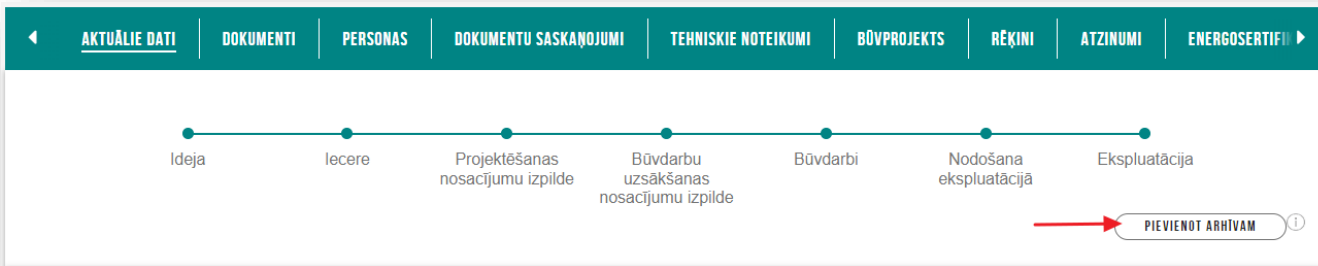 AKTUĀLIE DATI DOKUMENTI PERSONAS DOKUMENTU SASKAŅOJUMI TEHNISKIE NOTEIKUMI BŪVPROJEKTS RĒĶINI ATZINUMI ENERGOSERTIFI
Ideja Iecere Projektēšanas Būvdarbu Būvdarbi Nodošana Ekspluatācija
nosacījumu izpilde uzsākšanas ekspluatācijā
nosacījumu izpilde
PIEVIENOT ARHĪVAM